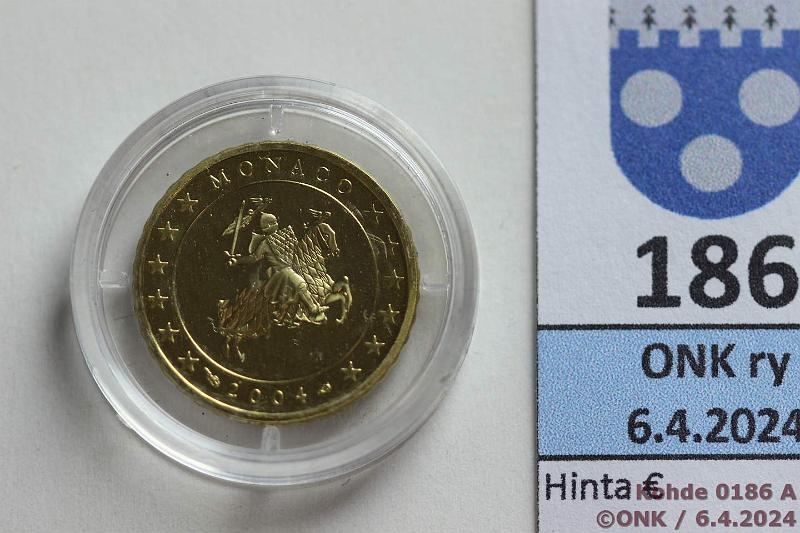 MONACO
2004
186
ONK ry
6.4.2024
Hinta €
Kohde 0186 A
©ONK / 6.4.2024